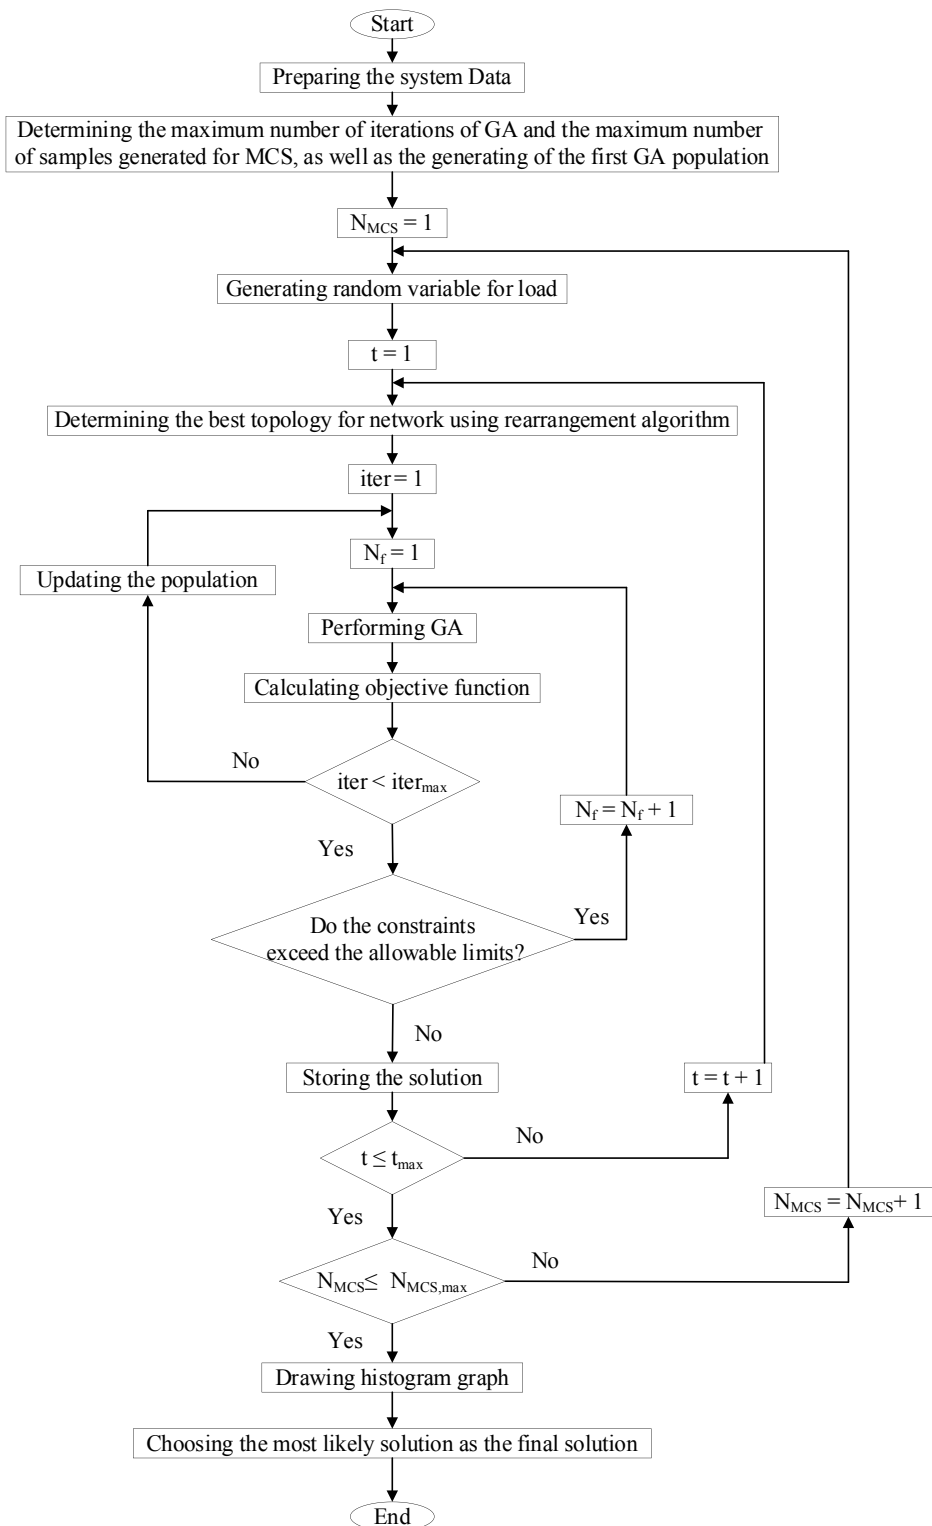 Start
Preparing the system Data
Determining the maximum number of iterations of GA and the maximum number
of samples generated for MCS, as well as the generating of the first GA population
N_MCS = 1
Generating random variable for load
t = 1
Determining the best topology for network using rearrangement algorithm
iter = 1
N_f = 1
Updating the population
Performing GA
Calculating objective function
No
iter < iter_max
N_f = N_f + 1
Yes
Do the constraints
exceed the allowable limits?
Yes
No
Storing the solution
t = t + 1
No
t ≤ t_max
Yes
N_MCS = N_MCS + 1
N_MCS ≤ N_MCS,max
No
Yes
Drawing histogram graph
Choosing the most likely solution as the final solution
End